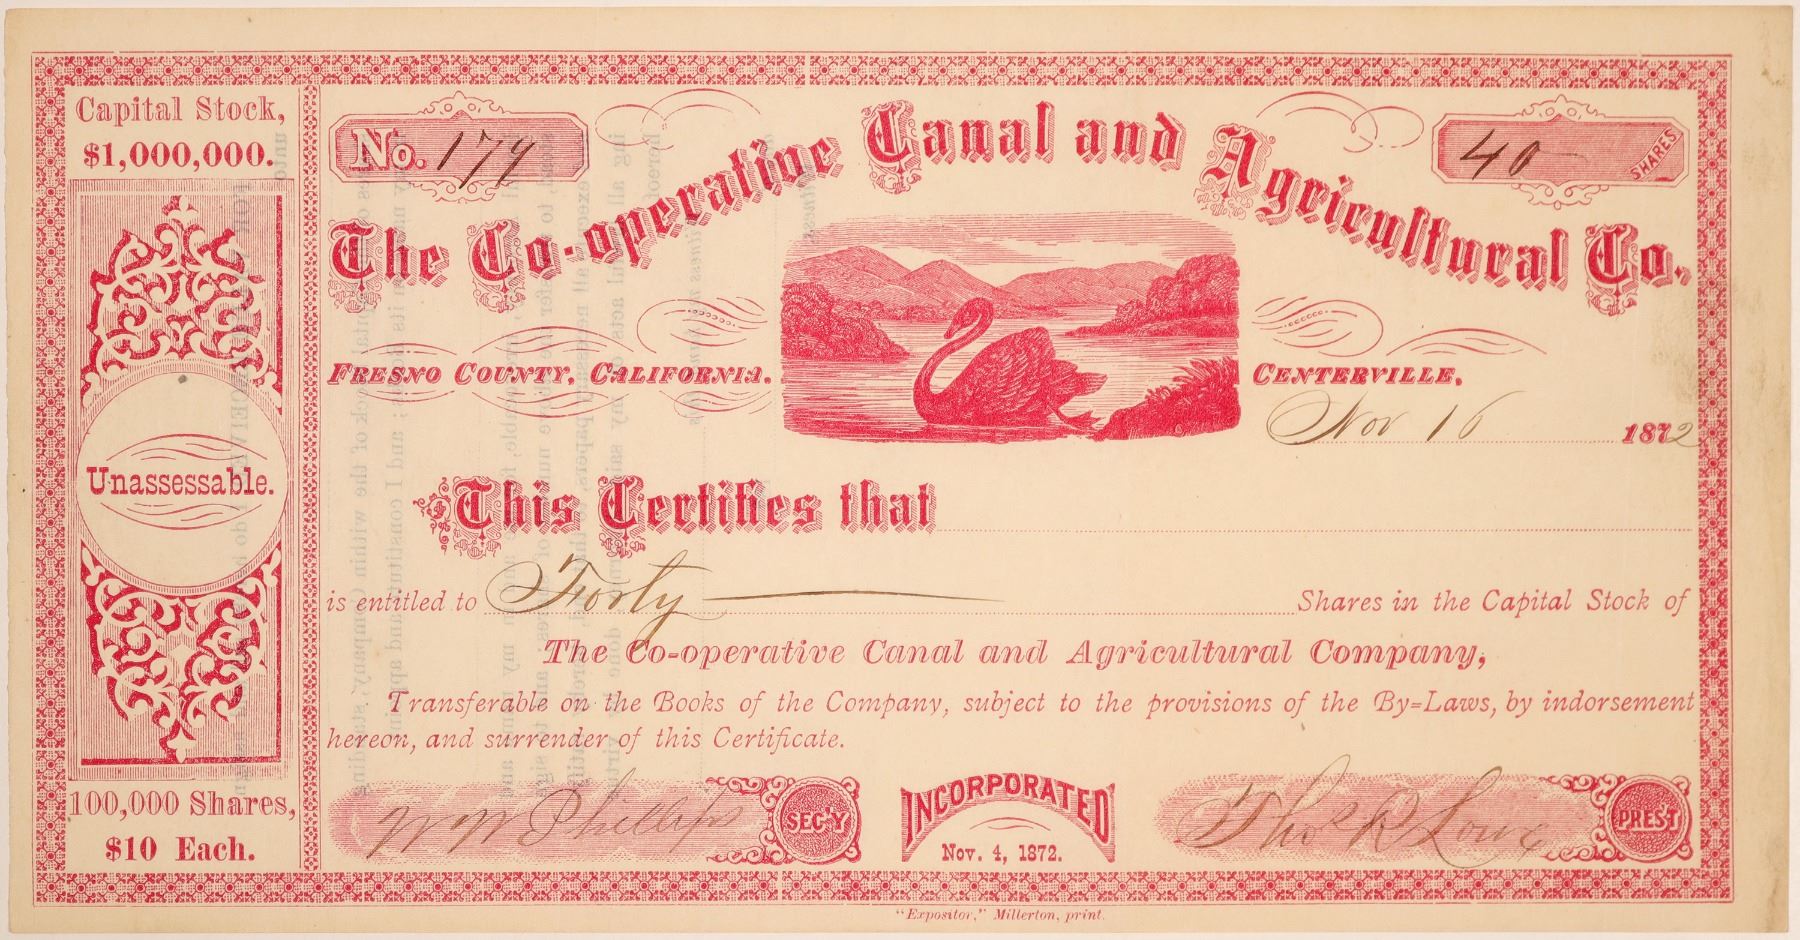 Capital Stock,
$1,000,000.
Unassessable.
100,000 Shares,
$10 Each.
No. 179
40 SHARES
The Co-operative Canal and Agricultural Co.
FRESNO COUNTY, CALIFORNIA.
CENTERVILLE.
Nov 16 1872
This Certifies that
is entitled to Forty Shares in the Capital Stock of
The Co-operative Canal and Agricultural Company,
Transferable on the Books of the Company, subject to the provisions of the By=Laws, by indorsement
hereon, and surrender of this Certificate.
W W Phillips SEC'Y
INCORPORATED
Nov. 4, 1872.
Thos R Lowe PRES'T
"Expositor," Millerton, print.